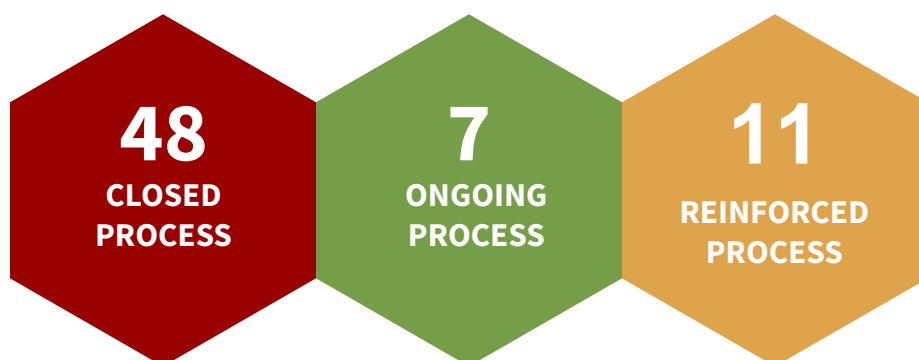 48
CLOSED
PROCESS
7
ONGOING
PROCESS
11
REINFORCED
PROCESS